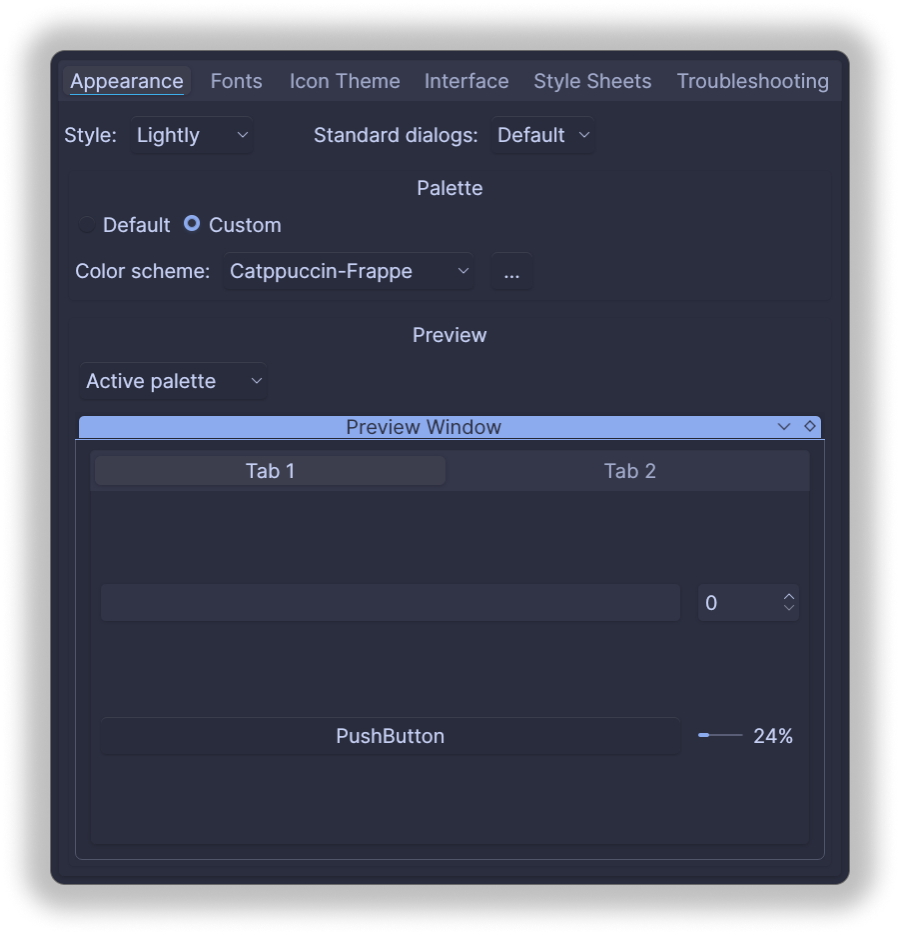 Appearance Fonts Icon Theme Interface Style Sheets Troubleshooting
Style: Lightly Standard dialogs: Default
Palette
Default Custom
Color scheme: Catppuccin-Frappe ...
Preview
Active palette
Preview Window
Tab 1 Tab 2
0
PushButton 24%